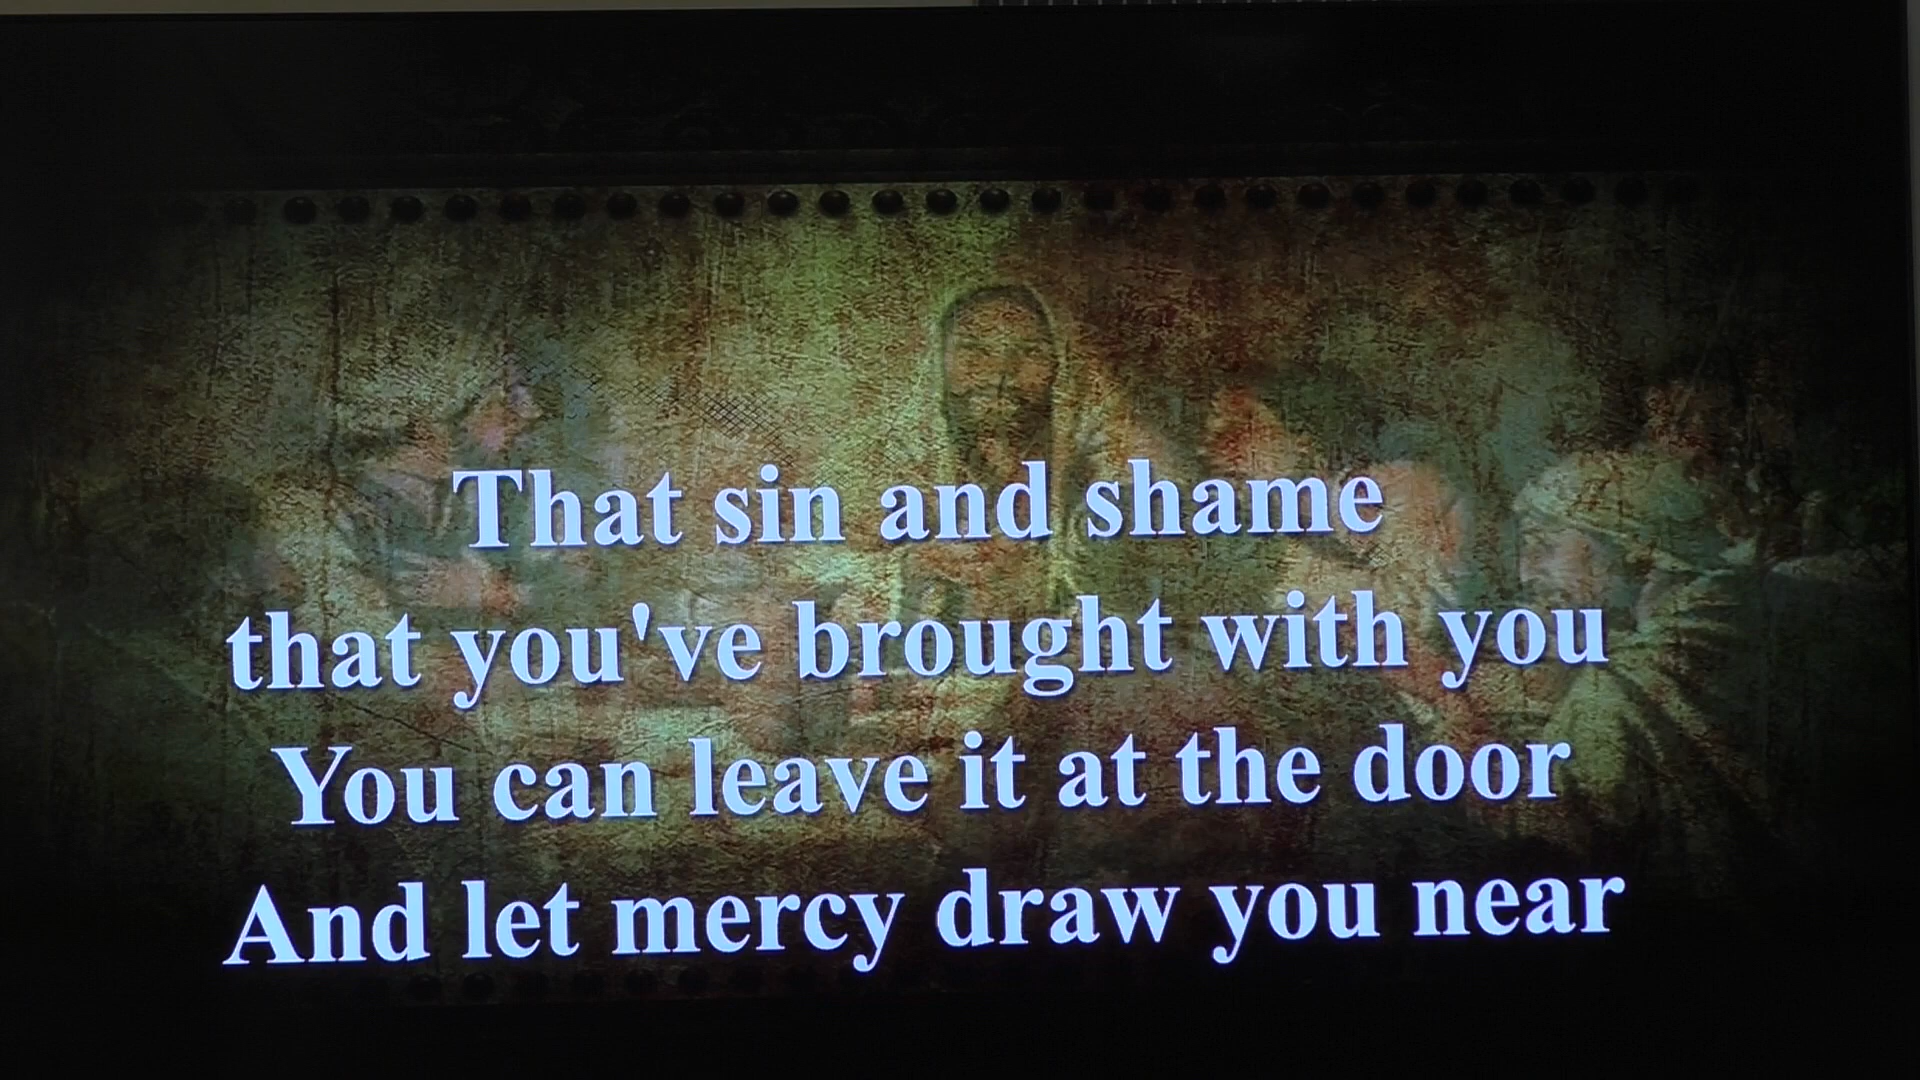 That sin and shame
that you've brought with you
You can leave it at the door
And let mercy draw you near